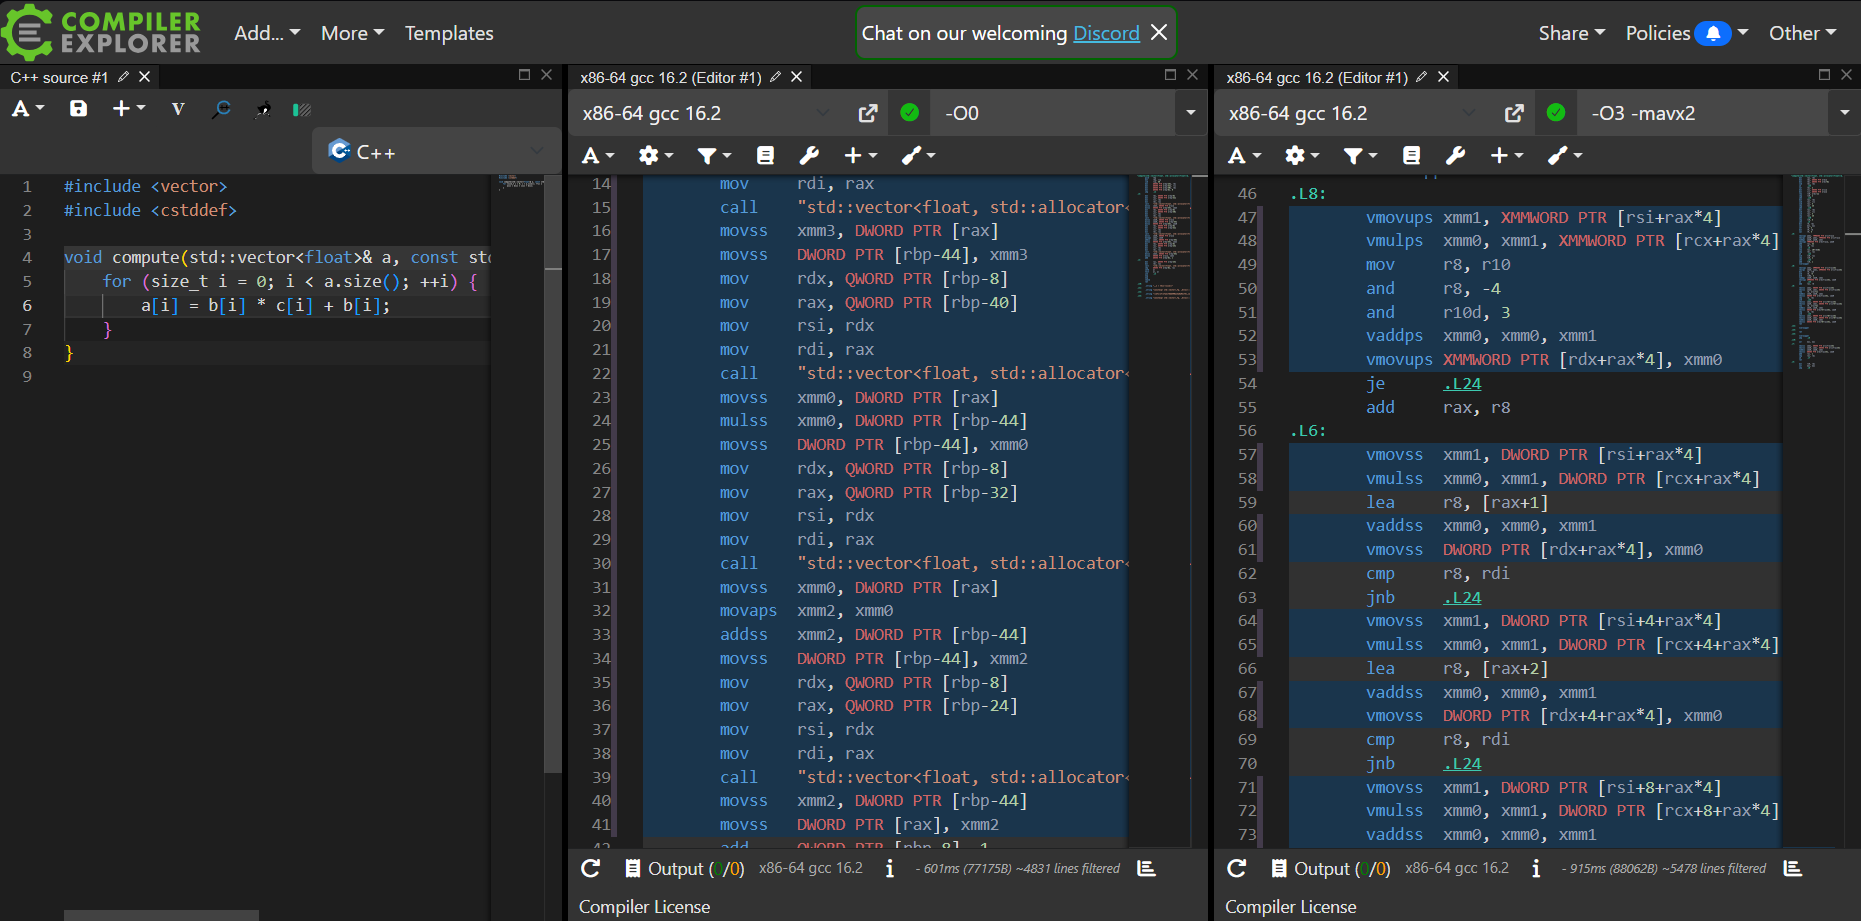 COMPILER
EXPLORER
Add... More Templates
Chat on our welcoming Discord
Share Policies Other
C++ source #1
A
V
C++
1 #include <vector>
2 #include <cstddef>
3
4 void compute(std::vector<float>& a, const
5 for (size_t i = 0; i < a.size(); ++i) {
6 a[i] = b[i] * c[i] + b[i];
7 }
8 }
9
x86-64 gcc 16.2 (Editor #1)
x86-64 gcc 16.2 -O0
A
14 mov rdi, rax
15 call "std::vector<float, std::allocator<
16 movss xmm3, DWORD PTR [rax]
17 movss DWORD PTR [rbp-44], xmm3
18 mov rdx, QWORD PTR [rbp-8]
19 mov rax, QWORD PTR [rbp-40]
20 mov rsi, rdx
21 mov rdi, rax
22 call "std::vector<float, std::allocator<
23 movss xmm0, DWORD PTR [rax]
24 mulss xmm0, DWORD PTR [rbp-44]
25 movss DWORD PTR [rbp-44], xmm0
26 mov rdx, QWORD PTR [rbp-8]
27 mov rax, QWORD PTR [rbp-32]
28 mov rsi, rdx
29 mov rdi, rax
30 call "std::vector<float, std::allocator<
31 movss xmm0, DWORD PTR [rax]
32 movaps xmm2, xmm0
33 addss xmm2, DWORD PTR [rbp-44]
34 movss DWORD PTR [rbp-44], xmm2
35 mov rdx, QWORD PTR [rbp-8]
36 mov rax, QWORD PTR [rbp-24]
37 mov rsi, rdx
38 mov rdi, rax
39 call "std::vector<float, std::allocator<
40 movss xmm2, DWORD PTR [rbp-44]
41 movss DWORD PTR [rax], xmm2
42 add QWORD PTR [rbp-8], 1
Output (0/0) x86-64 gcc 16.2 i - 601ms (77175B) ~4831 lines filtered
Compiler License
x86-64 gcc 16.2 (Editor #1)
x86-64 gcc 16.2 -O3 -mavx2
A
46 .L8:
47 vmovups xmm1, XMMWORD PTR [rsi+rax*4]
48 vmulps xmm0, xmm1, XMMWORD PTR [rcx+rax*4]
49 mov r8, r10
50 and r8, -4
51 and r10d, 3
52 vaddps xmm0, xmm0, xmm1
53 vmovups XMMWORD PTR [rdx+rax*4], xmm0
54 je .L24
55 add rax, r8
56 .L6:
57 vmovss xmm1, DWORD PTR [rsi+rax*4]
58 vmulss xmm0, xmm1, DWORD PTR [rcx+rax*4]
59 lea r8, [rax+1]
60 vaddss xmm0, xmm0, xmm1
61 vmovss DWORD PTR [rdx+rax*4], xmm0
62 cmp r8, rdi
63 jnb .L24
64 vmovss xmm1, DWORD PTR [rsi+4+rax*4]
65 vmulss xmm0, xmm1, DWORD PTR [rcx+4+rax*4]
66 lea r8, [rax+2]
67 vaddss xmm0, xmm0, xmm1
68 vmovss DWORD PTR [rdx+4+rax*4], xmm0
69 cmp r8, rdi
70 jnb .L24
71 vmovss xmm1, DWORD PTR [rsi+8+rax*4]
72 vmulss xmm0, xmm1, DWORD PTR [rcx+8+rax*4]
73 vaddss xmm0, xmm0, xmm1
Output (0/0) x86-64 gcc 16.2 i - 915ms (88062B) ~5478 lines filtered
Compiler License